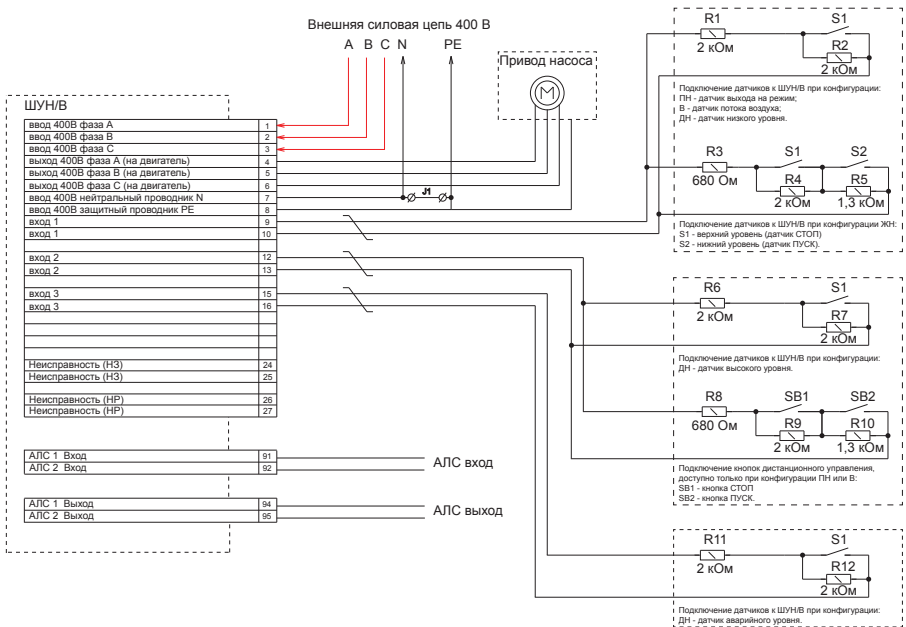 Внешняя силовая цепь 400 В
A B C N PE
Привод насоса
M
ШУН/В
ввод 400В фаза А 1
ввод 400В фаза В 2
ввод 400В фаза С 3
выход 400В фаза А (на двигатель) 4
выход 400В фаза В (на двигатель) 5
выход 400В фаза С (на двигатель) 6
ввод 400В нейтральный проводник N 7
ввод 400В защитный проводник PE 8
вход 1 9
вход 1 10
вход 2 12
вход 2 13
вход 3 15
вход 3 16
Неисправность (НЗ) 24
Неисправность (НЗ) 25
Неисправность (НР) 26
Неисправность (НР) 27
АЛС 1 Вход 91
АЛС 2 Вход 92
АЛС вход
АЛС 1 Выход 94
АЛС 2 Выход 95
АЛС выход
J1
R1 S1
2 кОм R2
2 кОм
Подключение датчиков к ШУН/В при конфигурации:
ПН - датчик выхода на режим;
В - датчик потока воздуха;
ДН - датчик низкого уровня.
R3 S1 S2
680 Ом R4 R5
2 кОм 1,3 кОм
Подключение датчиков к ШУН/В при конфигурации ЖН:
S1 - верхний уровень (датчик СТОП)
S2 - нижний уровень (датчик ПУСК).
R6 S1
2 кОм R7
2 кОм
Подключение датчиков к ШУН/В при конфигурации:
ДН - датчик высокого уровня.
R8 SB1 SB2
680 Ом R9 R10
2 кОм 1,3 кОм
Подключение кнопок дистанционного управления,
доступно только при конфигурации ПН или В:
SB1 - кнопка СТОП
SB2 - кнопка ПУСК.
R11 S1
2 кОм R12
2 кОм
Подключение датчиков к ШУН/В при конфигурации:
ДН - датчик аварийного уровня.